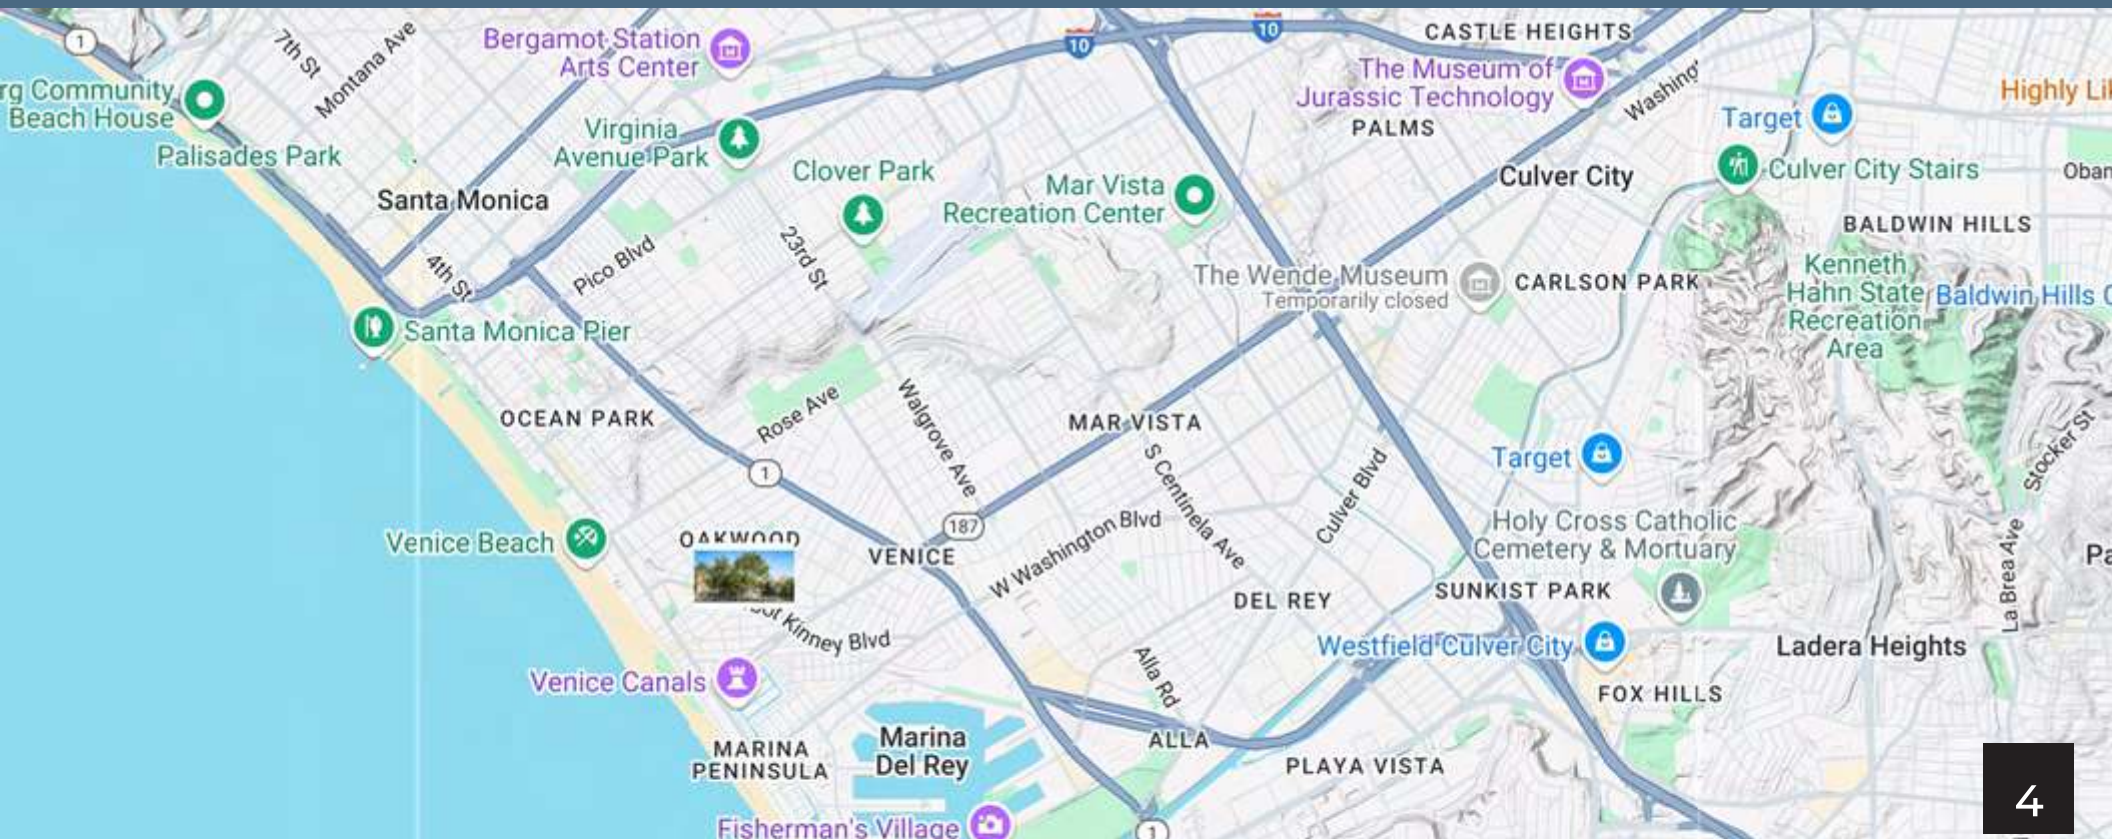 1
7th St
Montana Ave
Bergamot Station
Arts Center
10
10
CASTLE HEIGHTS
The Museum of
Jurassic Technology
Washing
Highly Li
rg Community
Beach House
Palisades Park
Virginia
Avenue Park
Clover Park
PALMS
Target
Santa Monica
Mar Vista
Recreation Center
Culver City
Culver City Stairs
Oban
4th St
Pico Blvd
23rd St
BALDWIN HILLS
The Wende Museum
Temporarily closed
CARLSON PARK
Kenneth
Hahn State
Recreation
Area
Baldwin Hills C
Santa Monica Pier
OCEAN PARK
Rose Ave
Walgrove Ave
MAR VISTA
S Centinela Ave
Culver Blvd
Target
Stocker St
1
187
Venice Beach
OAKWOOD
VENICE
W Washington Blvd
Holy Cross Catholic
Cemetery & Mortuary
La Brea Ave
Pa
Kinney Blvd
DEL REY
SUNKIST PARK
Westfield Culver City
Ladera Heights
Venice Canals
Alla Rd
FOX HILLS
MARINA
PENINSULA
Marina
Del Rey
ALLA
PLAYA VISTA
Fisherman's Village
1
4